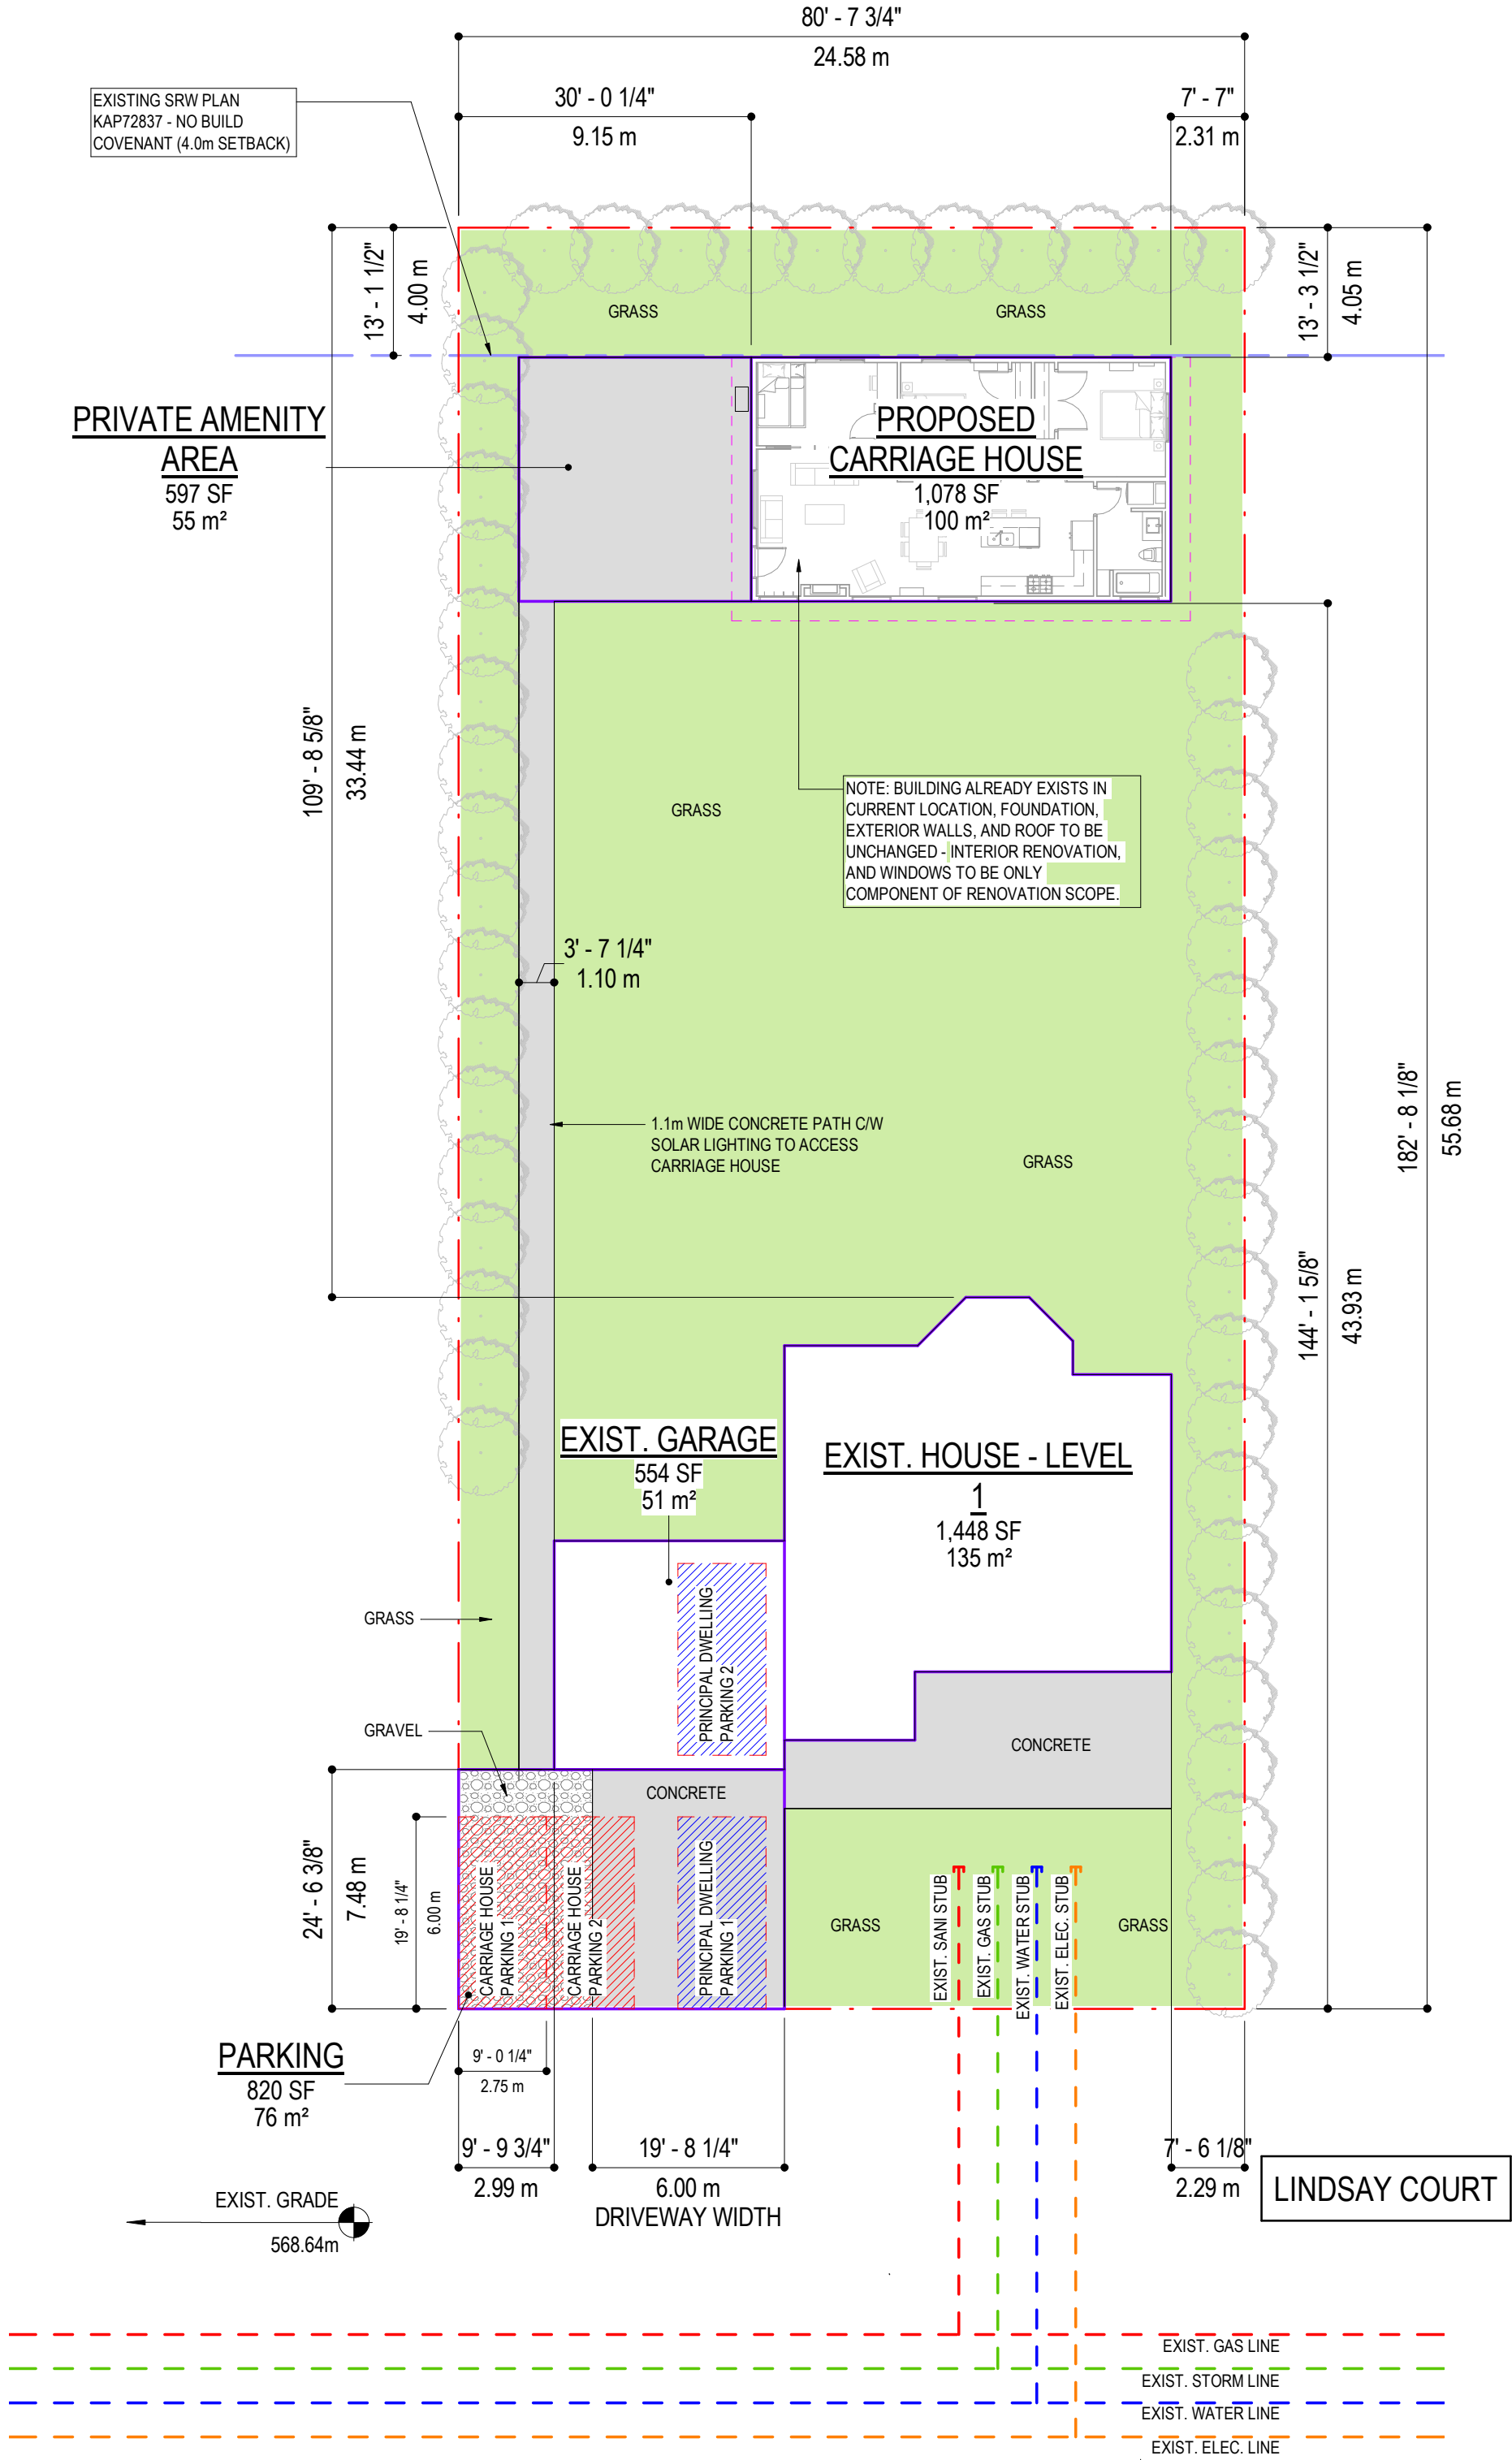 80' - 7 3/4"
24.58 m
EXISTING SRW PLAN
KAP72837 - NO BUILD
COVENANT (4.0m SETBACK)
30' - 0 1/4"
9.15 m
7' - 7"
2.31 m
13' - 1 1/2"
4.00 m
13' - 3 1/2"
4.05 m
GRASS
GRASS
PRIVATE AMENITY
AREA
597 SF
55 m²
PROPOSED
CARRIAGE HOUSE
1,078 SF
100 m²
109' - 8 5/8"
33.44 m
GRASS
NOTE: BUILDING ALREADY EXISTS IN
CURRENT LOCATION, FOUNDATION,
EXTERIOR WALLS, AND ROOF TO BE
UNCHANGED - INTERIOR RENOVATION,
AND WINDOWS TO BE ONLY
COMPONENT OF RENOVATION SCOPE.
3' - 7 1/4"
1.10 m
1.1m WIDE CONCRETE PATH C/W
SOLAR LIGHTING TO ACCESS
CARRIAGE HOUSE
GRASS
182' - 8 1/8"
55.68 m
144' - 1 5/8"
43.93 m
EXIST. GARAGE
554 SF
51 m²
EXIST. HOUSE - LEVEL
1
1,448 SF
135 m²
GRASS
PRINCIPAL DWELLING
PARKING 2
GRAVEL
CONCRETE
CONCRETE
24' - 6 3/8"
7.48 m
19' - 8 1/4"
6.00 m
CARRIAGE HOUSE
PARKING 1
CARRIAGE HOUSE
PARKING 2
PRINCIPAL DWELLING
PARKING 1
GRASS
EXIST. SANI STUB
EXIST. GAS STUB
EXIST. WATER STUB
EXIST. ELEC. STUB
GRASS
PARKING
820 SF
76 m²
9' - 0 1/4"
2.75 m
9' - 9 3/4"
2.99 m
19' - 8 1/4"
6.00 m
DRIVEWAY WIDTH
7' - 6 1/8"
2.29 m
LINDSAY COURT
EXIST. GRADE
568.64m
EXIST. GAS LINE
EXIST. STORM LINE
EXIST. WATER LINE
EXIST. ELEC. LINE